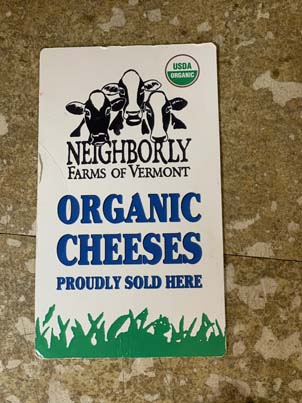 USDA
ORGANIC
NEIGHBORLY
FARMS OF VERMONT
ORGANIC
CHEESES
PROUDLY SOLD HERE